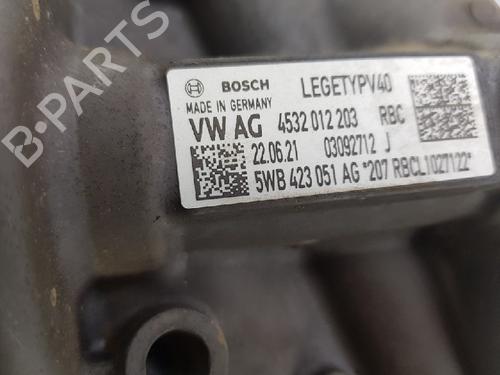 BOSCH LEGETYPV40
MADE IN GERMANY
VW AG 4532 012 203 RBC
22.06.21 03092712 J
5WB 423 051 AG *207 RBCL1027122*
B-PARTS